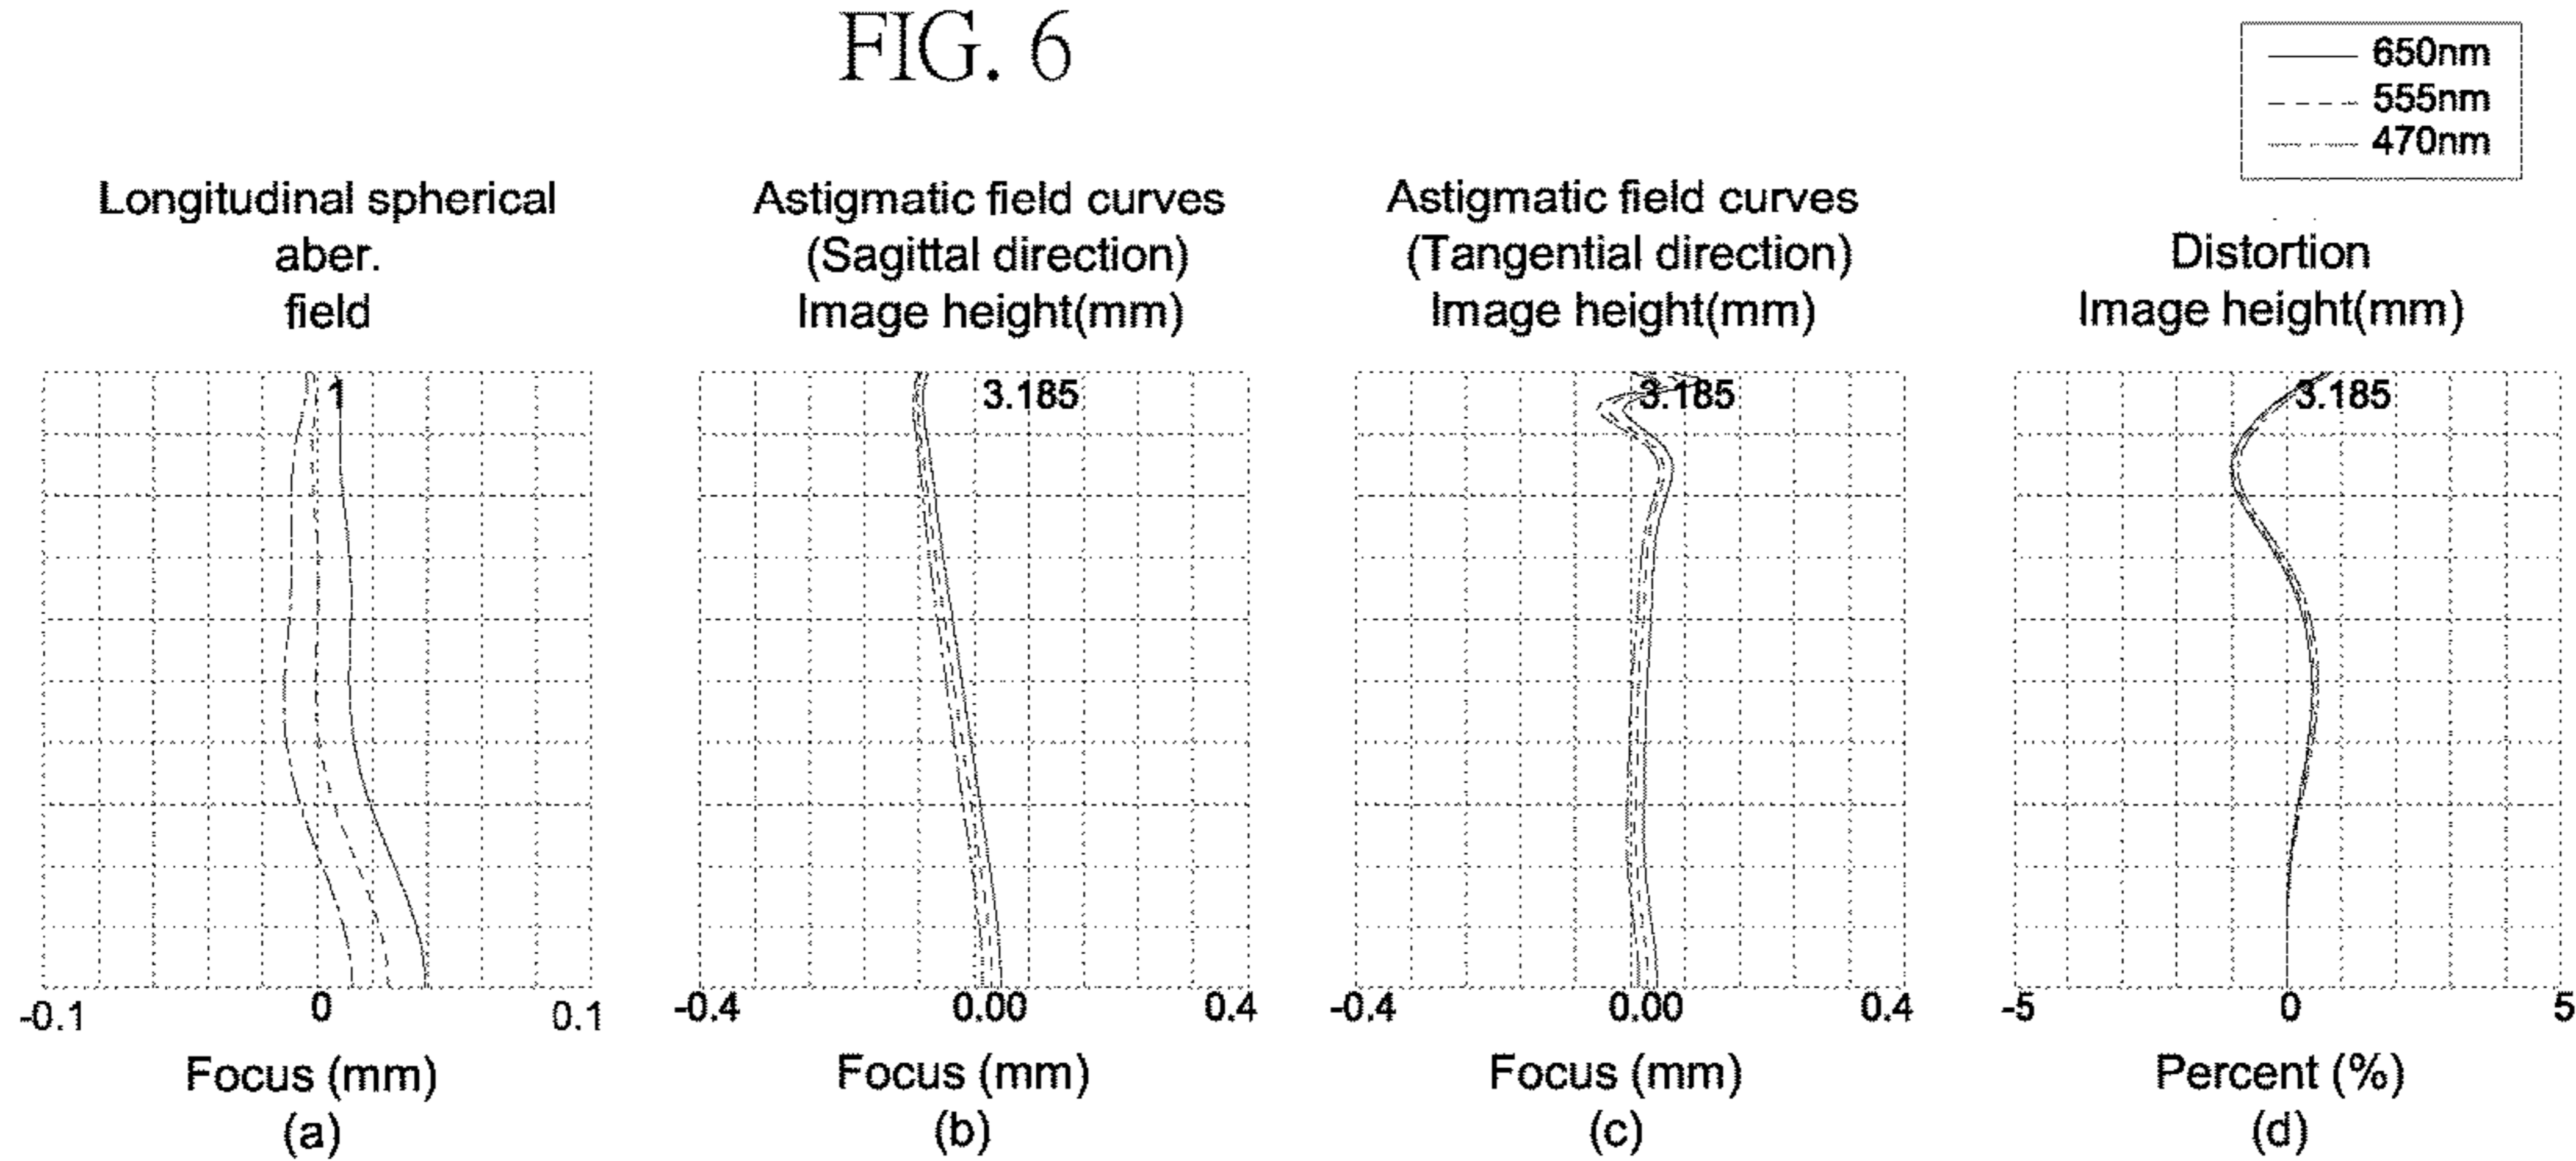 FIG. 6
650nm
555nm
470nm
Longitudinal spherical
aber.
field
1
-0.1
0
0.1
Focus (mm)
(a)
Astigmatic field curves
(Sagittal direction)
Image height(mm)
3.185
-0.4
0.00
0.4
Focus (mm)
(b)
Astigmatic field curves
(Tangential direction)
Image height(mm)
3.185
-0.4
0.00
0.4
Focus (mm)
(c)
Distortion
Image height(mm)
3.185
-5
0
5
Percent (%)
(d)